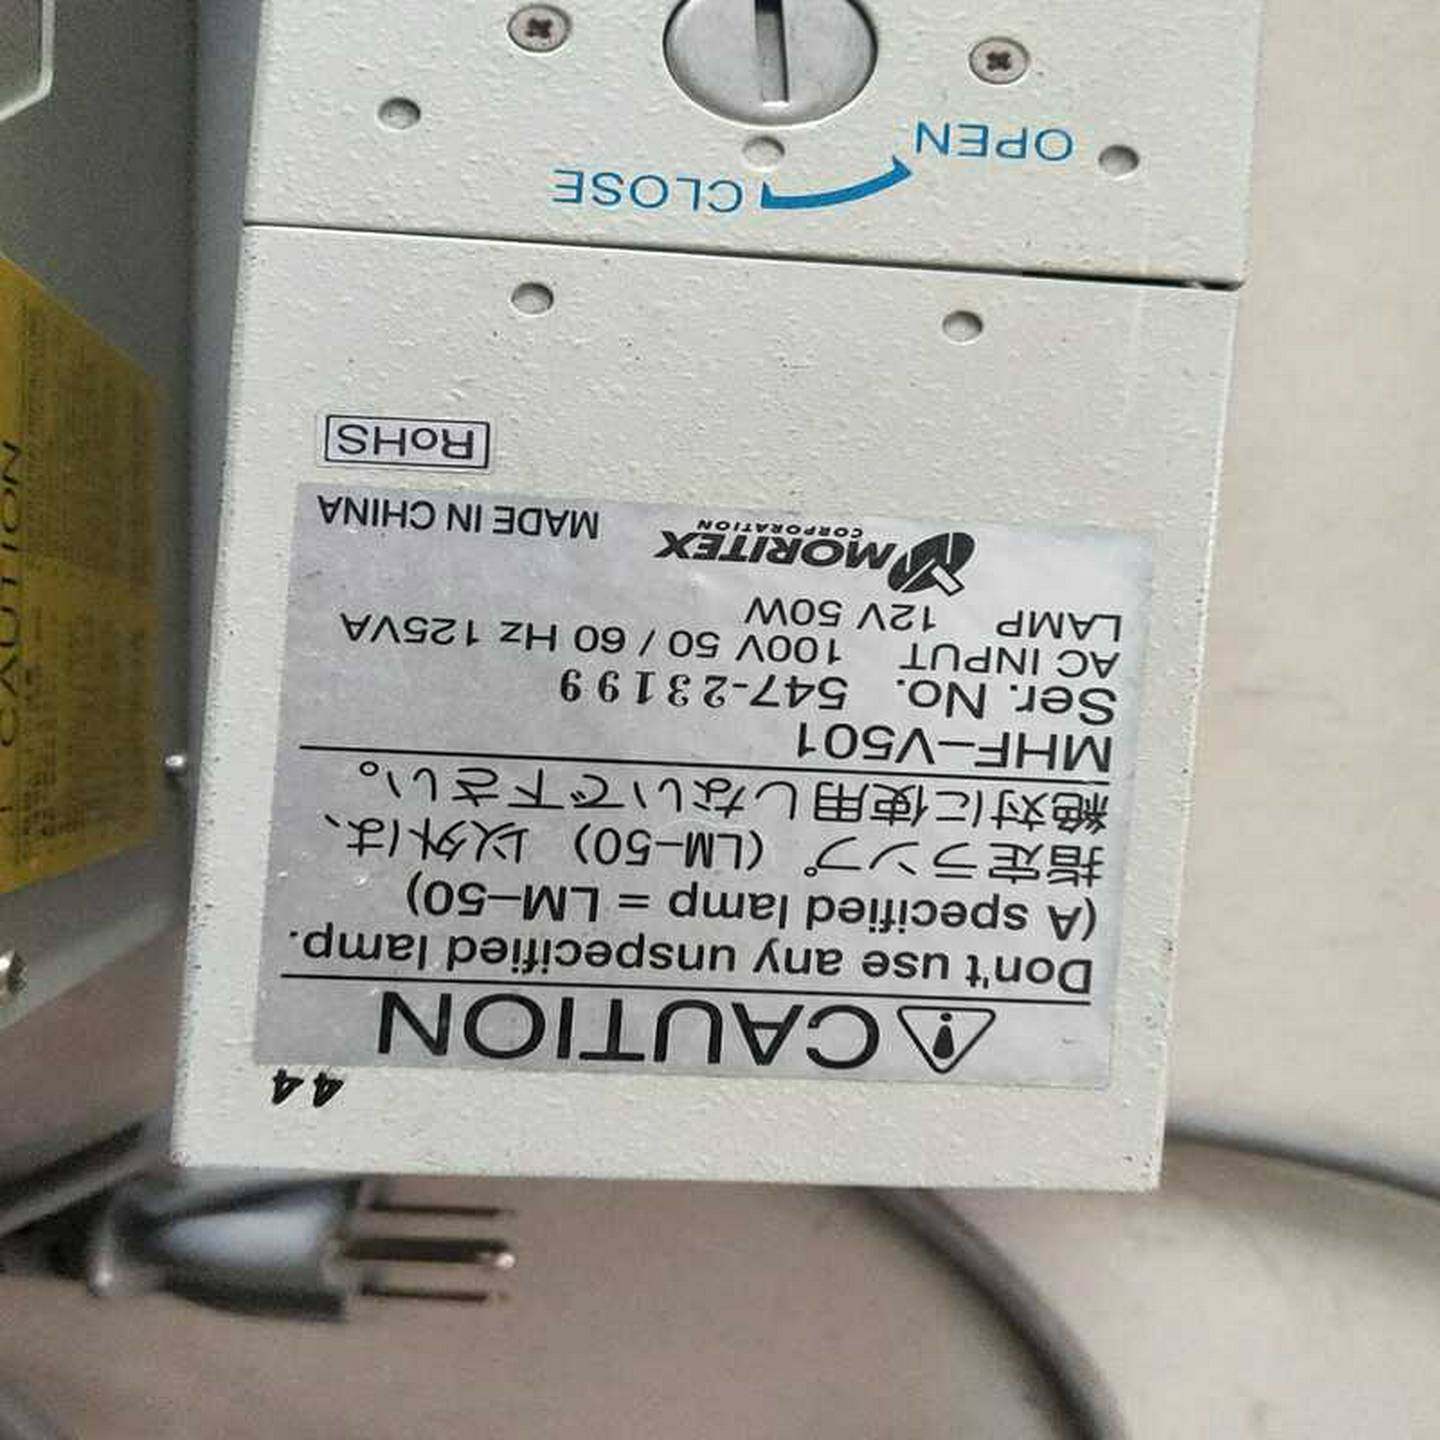 44
⚠CAUTION
Don't use any unspecified lamp.
(A specified lamp = LM-50)
指定ランプ (LM-50) 以外は、
絶対に使用しないで下さい。
MHF-V501
Ser. No. 547-23199
AC INPUT 100V 50 / 60 Hz 125VA
LAMP 12V 50W
MORITEX
CORPORATION
MADE IN CHINA
RoHS
CLOSE
OPEN
CAUTION